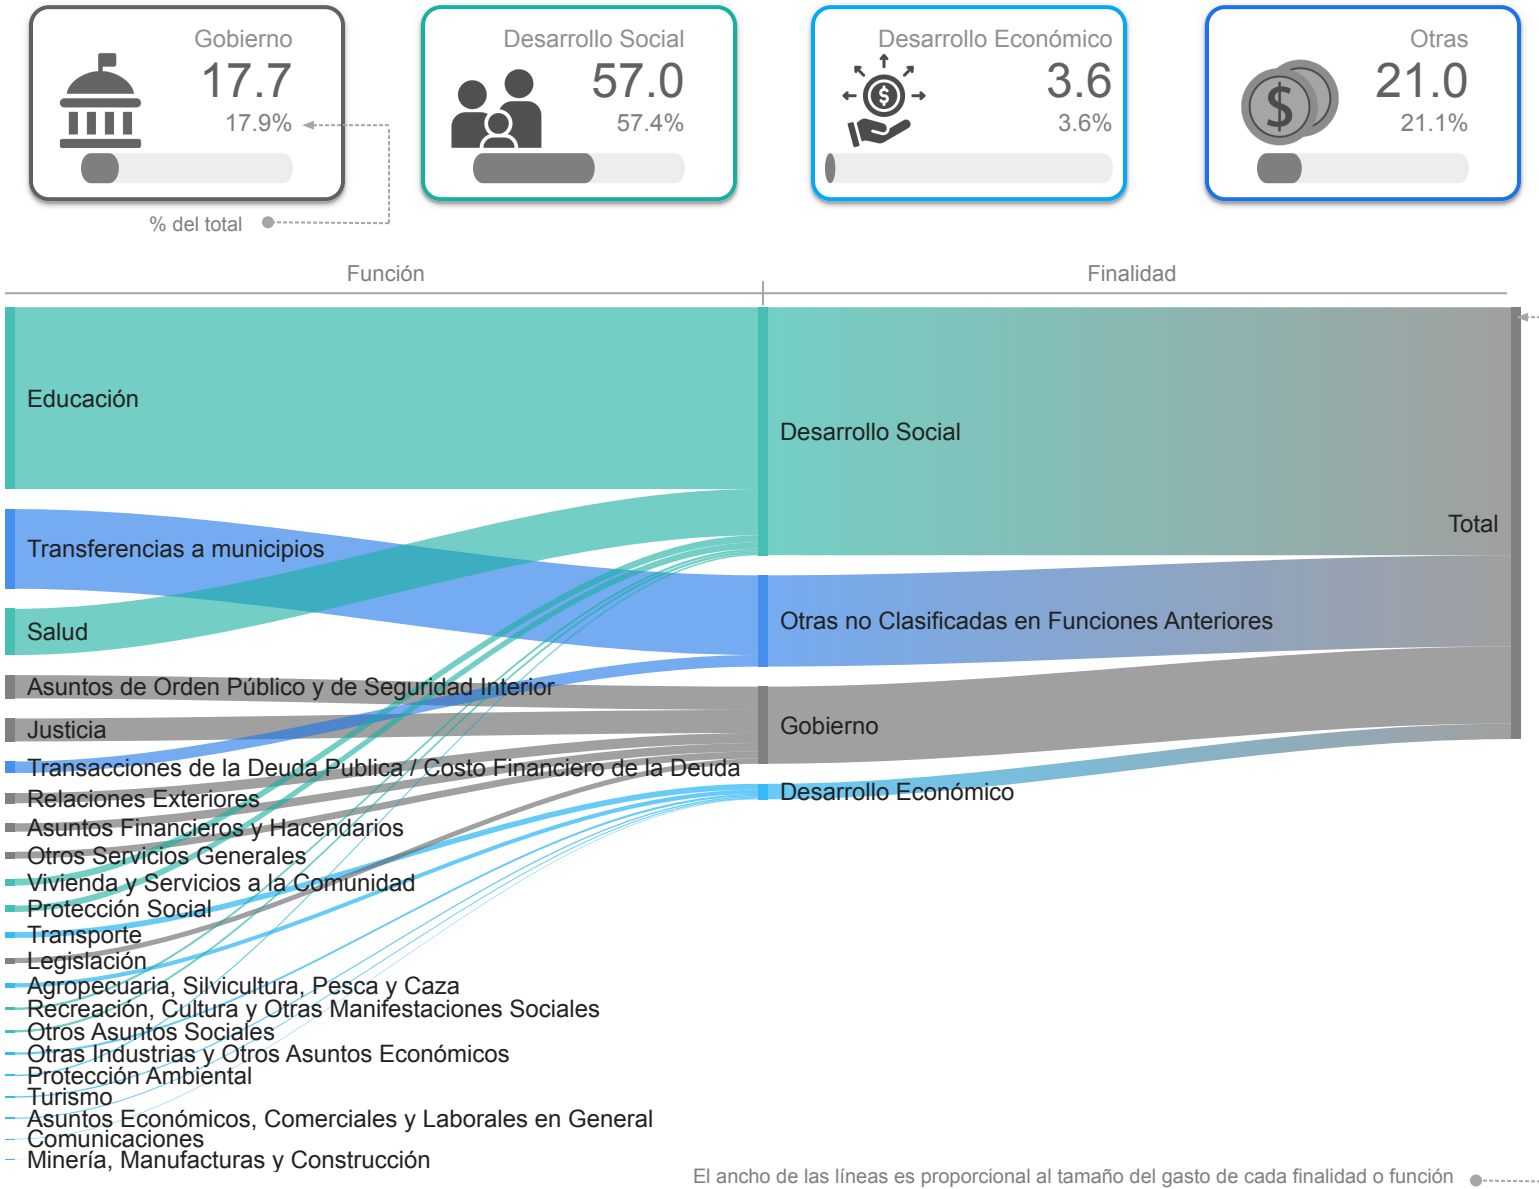 Gobierno
17.7
17.9%
Desarrollo Social
57.0
57.4%
Desarrollo Económico
3.6
3.6%
Otras
21.0
21.1%
% del total
Función
Finalidad
Educación
Desarrollo Social
Total
Transferencias a municipios
Otras no Clasificadas en Funciones Anteriores
Salud
Asuntos de Orden Público y de Seguridad Interior
Gobierno
Justicia
Transacciones de la Deuda Publica / Costo Financiero de la Deuda
Desarrollo Económico
Relaciones Exteriores
Asuntos Financieros y Hacendarios
Otros Servicios Generales
Vivienda y Servicios a la Comunidad
Protección Social
Transporte
Legislación
Agropecuaria, Silvicultura, Pesca y Caza
Recreación, Cultura y Otras Manifestaciones Sociales
Otros Asuntos Sociales
Otras Industrias y Otros Asuntos Económicos
Protección Ambiental
Turismo
Asuntos Económicos, Comerciales y Laborales en General
Comunicaciones
Minería, Manufacturas y Construcción
El ancho de las líneas es proporcional al tamaño del gasto de cada finalidad o función